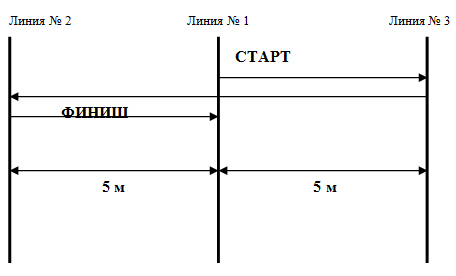 Линия № 2 Линия № 1 Линия № 3
СТАРТ
ФИНИШ
5 м 5 м